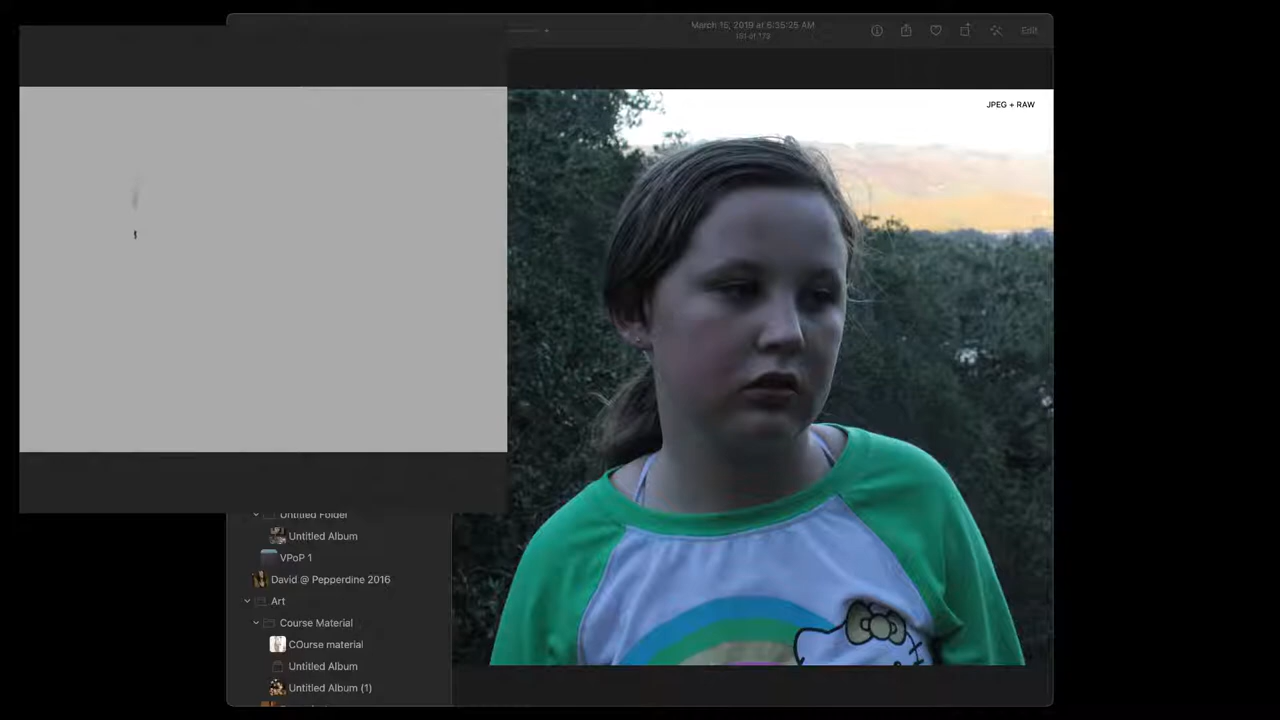 March 15, 2019 at 6:35:25 AM
Edit
JPEG + RAW
Untitled Folder
Untitled Album
VPoP 1
David @ Pepperdine 2016
Art
Course Material
COurse material
Untitled Album
Untitled Album (1)